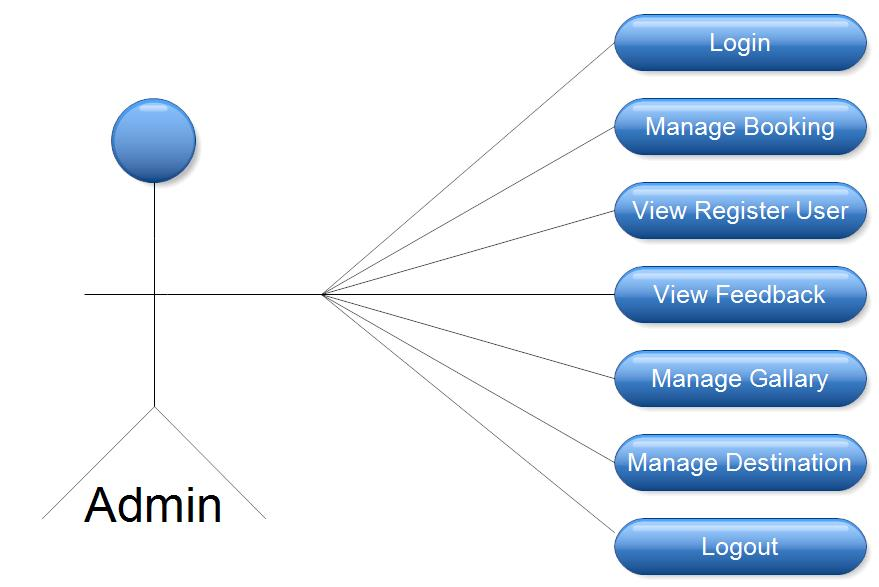 Login
Manage Booking
View Register User
View Feedback
Manage Gallary
Manage Destination
Logout
Admin